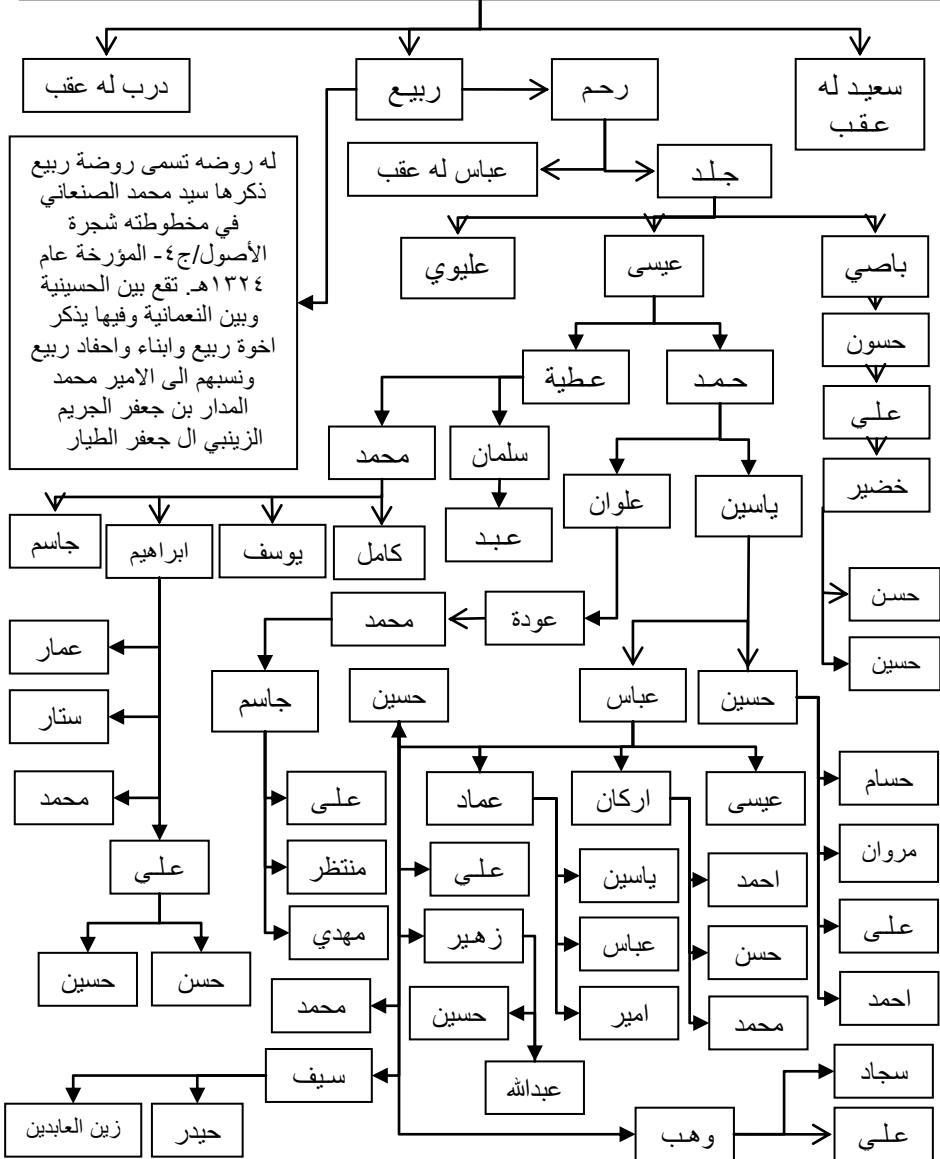 سعيد له
عقب
رحم
ربيع
درب له عقب
له روضه تسمى روضة ربيع
ذكرها سيد محمد الصنعاني
في مخطوطته شجرة
الأصول/ج٤- المؤرخة عام
١٣٢٤هـ. تقع بين الحسينية
وبين النعمانية وفيها يذكر
اخوة ربيع وابناء واحفاد ربيع
ونسبهم الى الامير محمد
المدار بن جعفر الجريم
الزينبي ال جعفر الطيار
جلد
عباس له عقب
باصي
عيسى
عليوي
حسون
حمد
عطية
علي
محمد
سلمان
خضير
ياسين
علوان
عبد
كامل
يوسف
ابراهيم
جاسم
حسن
عودة
محمد
عمار
حسين
حسين
عباس
حسين
جاسم
ستار
حسام
عيسى
اركان
عماد
علي
محمد
مروان
احمد
ياسين
علي
منتظر
علي
علي
حسن
عباس
زهير
مهدي
حسن
حسين
احمد
محمد
امير
حسين
محمد
سجاد
عبدالله
سيف
علي
وهب
حيدر
زين العابدين